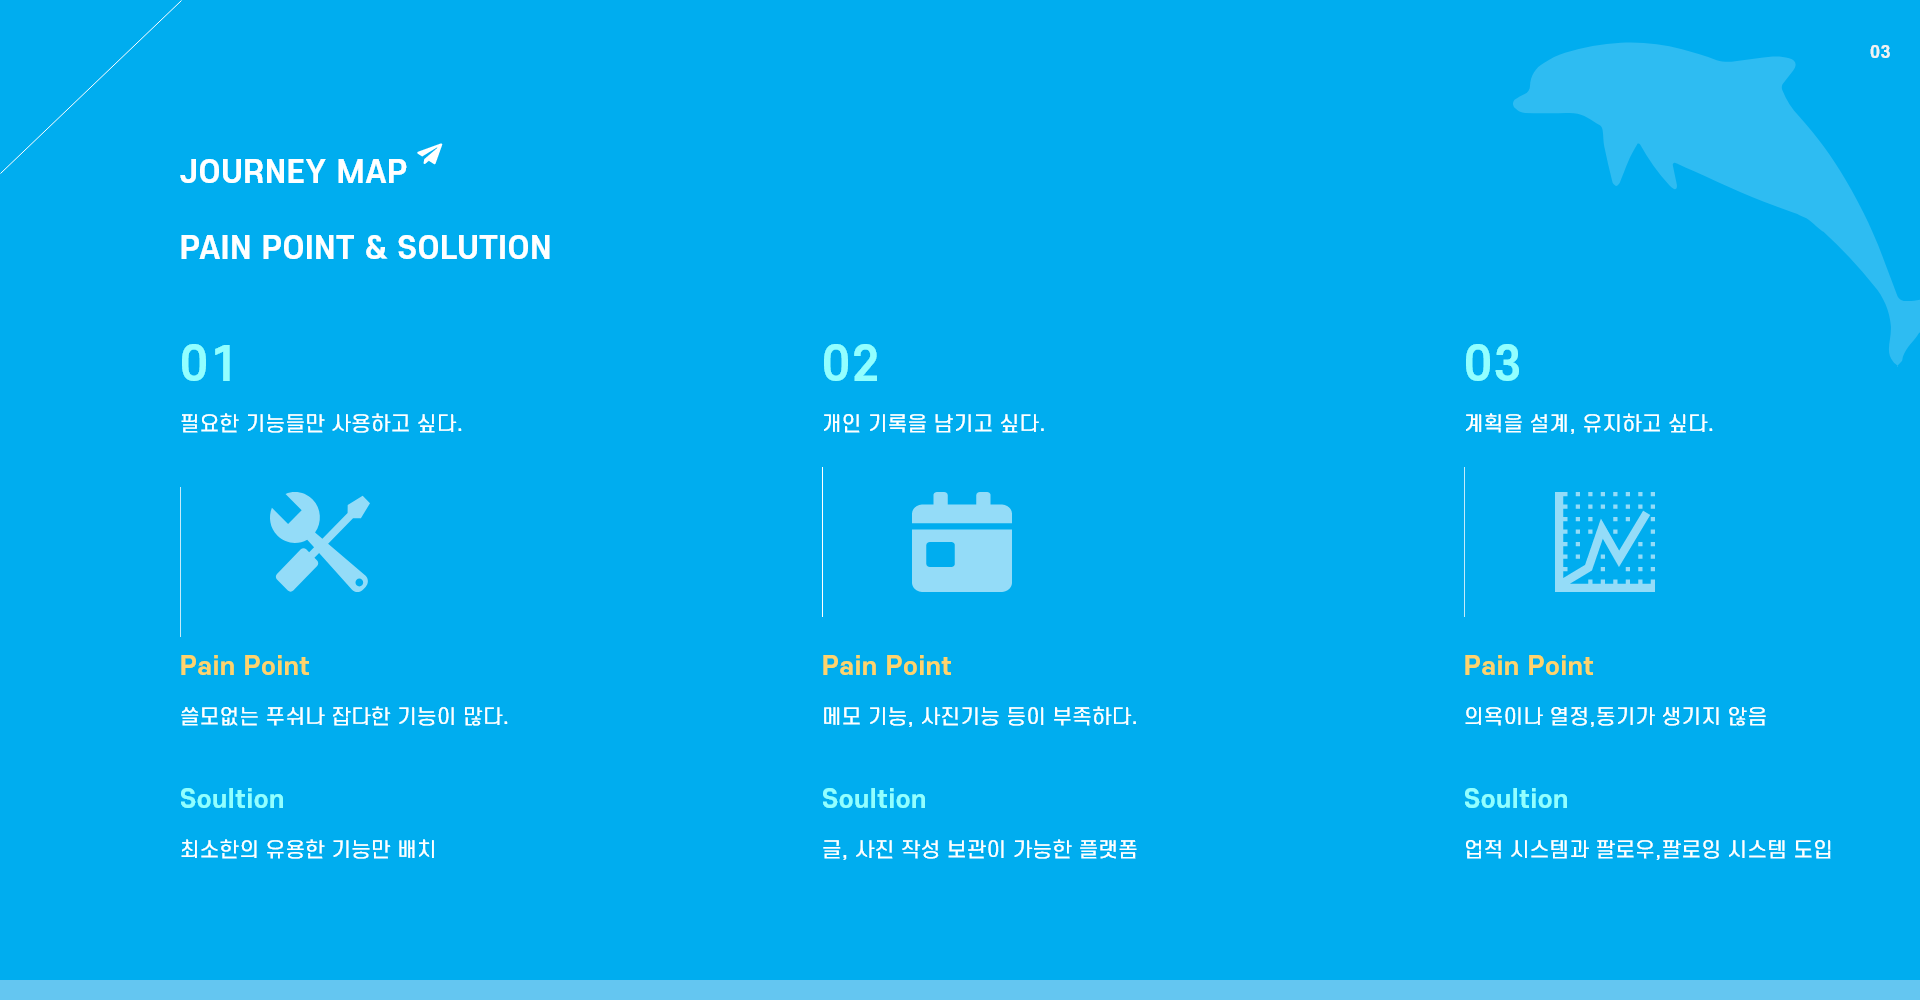 03
JOURNEY MAP
PAIN POINT & SOLUTION
01
필요한 기능들만 사용하고 싶다.
Pain Point
쓸모없는 푸쉬나 잡다한 기능이 많다.
Soultion
최소한의 유용한 기능만 배치
02
개인 기록을 남기고 싶다.
Pain Point
메모 기능, 사진기능 등이 부족하다.
Soultion
글, 사진 작성 보관이 가능한 플랫폼
03
계획을 설계, 유지하고 싶다.
Pain Point
의욕이나 열정,동기가 생기지 않음
Soultion
업적 시스템과 팔로우,팔로잉 시스템 도입